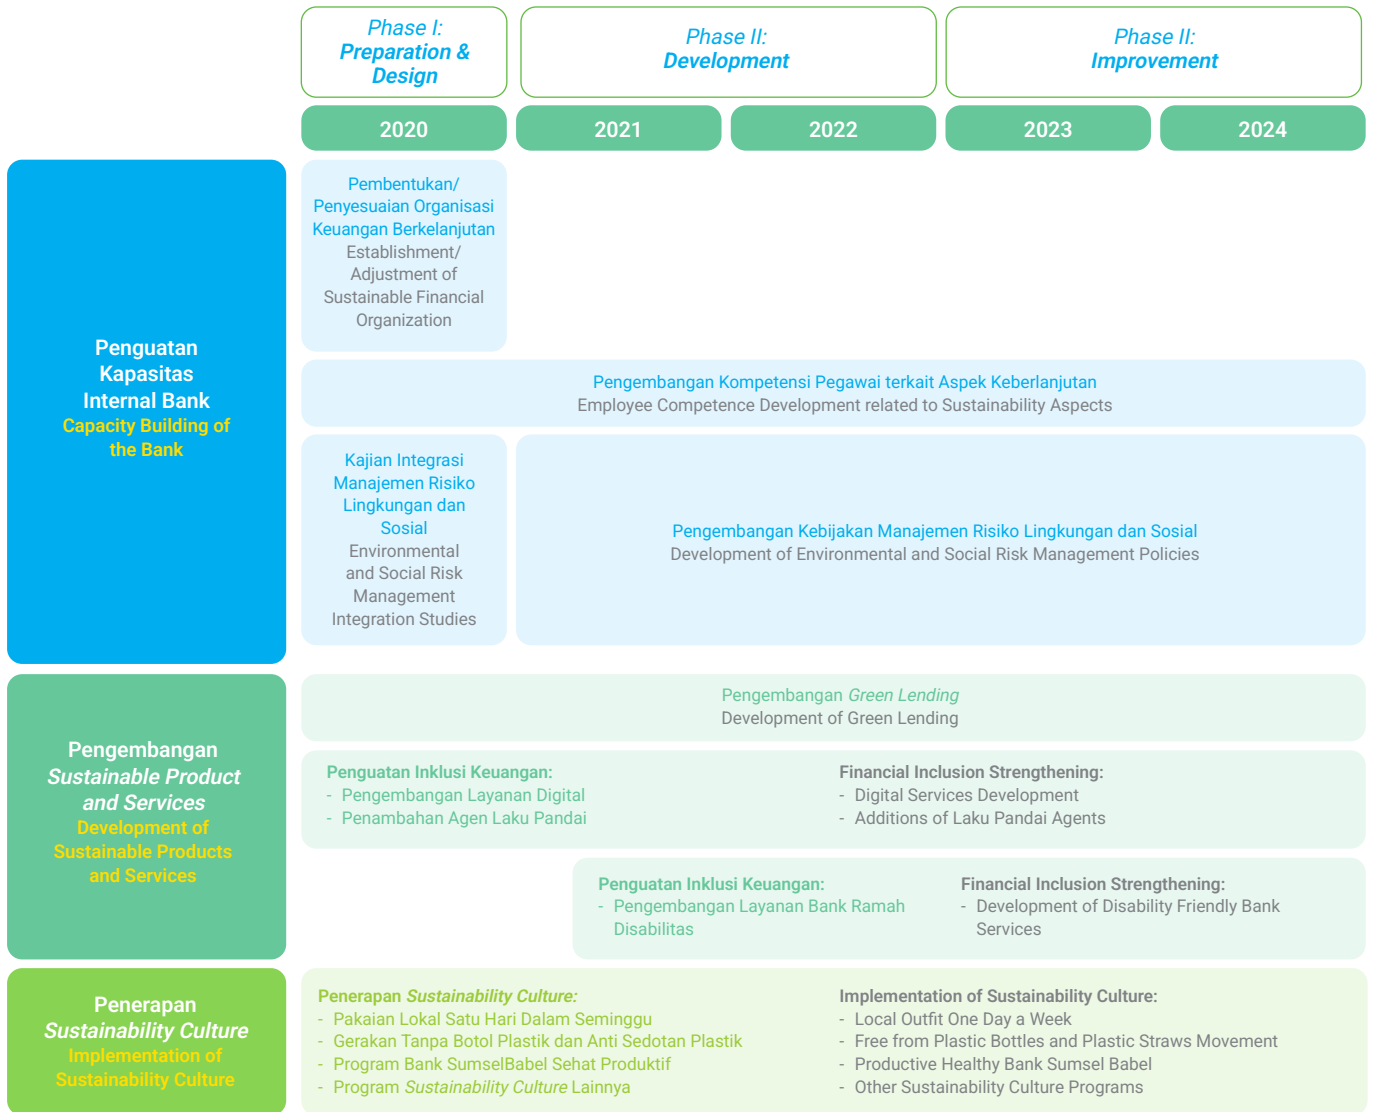 Phase I:
Preparation &
Design
Phase II:
Development
Phase II:
Improvement
2020
2021
2022
2023
2024
Penguatan
Kapasitas
Internal Bank
Capacity Building of
the Bank
Pembentukan/
Penyesuaian Organisasi
Keuangan Berkelanjutan
Establishment/
Adjustment of
Sustainable Financial
Organization
Pengembangan Kompetensi Pegawai terkait Aspek Keberlanjutan
Employee Competence Development related to Sustainability Aspects
Kajian Integrasi
Manajemen Risiko
Lingkungan dan
Sosial
Environmental
and Social Risk
Management
Integration Studies
Pengembangan Kebijakan Manajemen Risiko Lingkungan dan Sosial
Development of Environmental and Social Risk Management Policies
Pengembangan
Sustainable Product
and Services
Development of
Sustainable Products
and Services
Pengembangan Green Lending
Development of Green Lending
Penguatan Inklusi Keuangan:
- Pengembangan Layanan Digital
- Penambahan Agen Laku Pandai
Financial Inclusion Strengthening:
- Digital Services Development
- Additions of Laku Pandai Agents
Penguatan Inklusi Keuangan:
- Pengembangan Layanan Bank Ramah
Disabilitas
Financial Inclusion Strengthening:
- Development of Disability Friendly Bank
Services
Penerapan
Sustainability Culture
Implementation of
Sustainability Culture
Penerapan Sustainability Culture:
- Pakaian Lokal Satu Hari Dalam Seminggu
- Gerakan Tanpa Botol Plastik dan Anti Sedotan Plastik
- Program Bank SumselBabel Sehat Produktif
- Program Sustainability Culture Lainnya
Implementation of Sustainability Culture:
- Local Outfit One Day a Week
- Free from Plastic Bottles and Plastic Straws Movement
- Productive Healthy Bank Sumsel Babel
- Other Sustainability Culture Programs